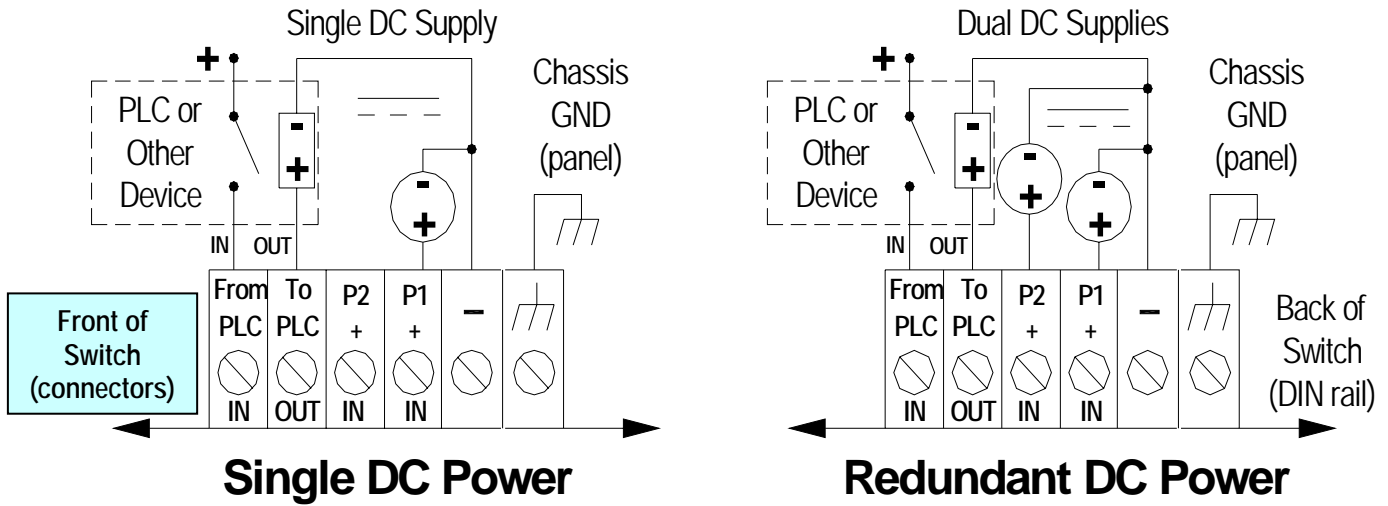 Single DC Supply
+
PLC or
Other
Device
-
+
-
+
Chassis
GND
(panel)
IN OUT
Front of
Switch
(connectors)
From To P2 P1 –
PLC PLC + +
IN OUT IN IN
Single DC Power
Dual DC Supplies
+
PLC or
Other
Device
-
+
-
+
-
+
Chassis
GND
(panel)
IN OUT
From To P2 P1 –
PLC PLC + +
IN OUT IN IN
Back of
Switch
(DIN rail)
Redundant DC Power